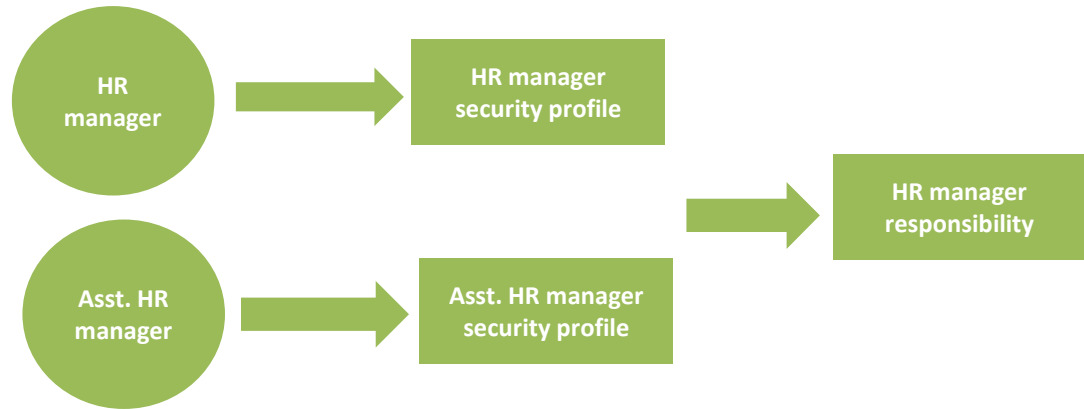 HR
manager
HR manager
security profile
HR manager
responsibility
Asst. HR
manager
Asst. HR manager
security profile